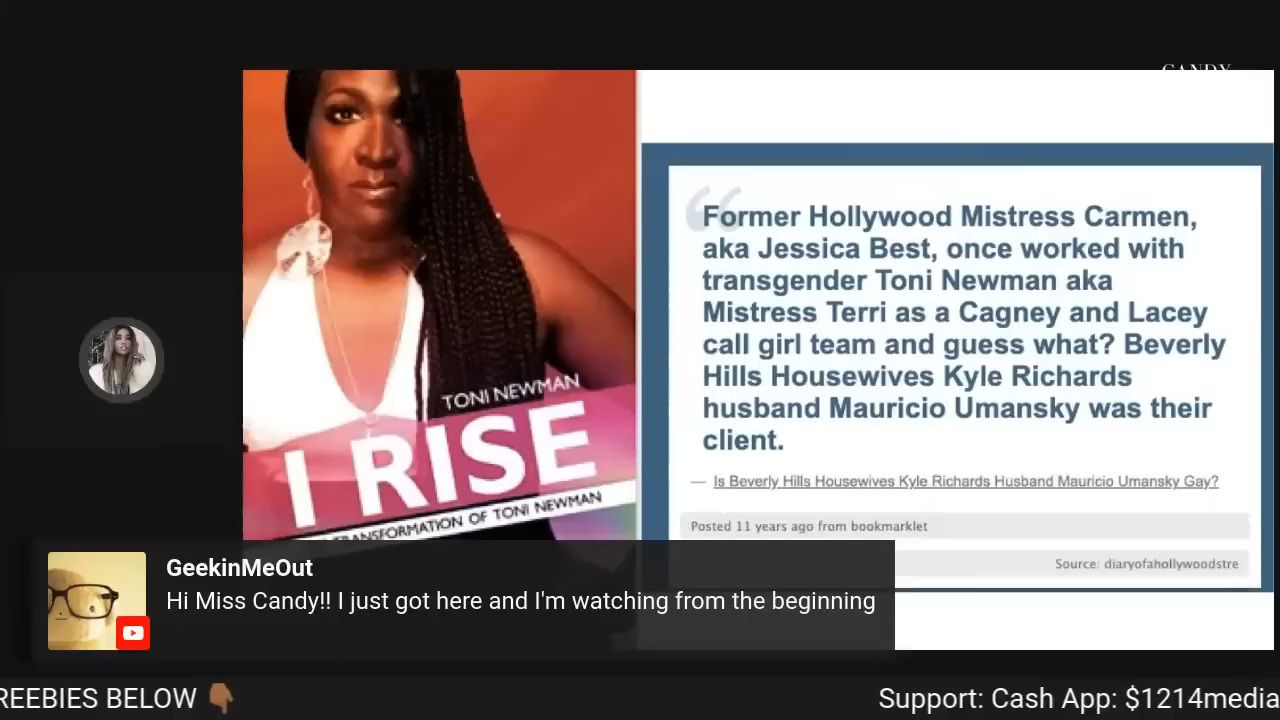 CANDY
Former Hollywood Mistress Carmen,
aka Jessica Best, once worked with
transgender Toni Newman aka
Mistress Terri as a Cagney and Lacey
call girl team and guess what? Beverly
Hills Housewives Kyle Richards
husband Mauricio Umansky was their
client.
— Is Beverly Hills Housewives Kyle Richards Husband Mauricio Umansky Gay?
Posted 11 years ago from bookmarklet
Source: diaryofahollywoodstre
TONI NEWMAN
I RISE
TRANSFORMATION OF TONI NEWMAN
GeekinMeOut
Hi Miss Candy!! I just got here and I'm watching from the beginning
REEBIES BELOW 👇🏾
Support: Cash App: $1214media